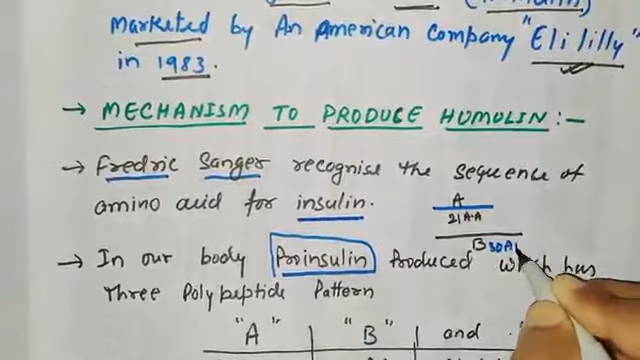 marketed by An American company "Eli lilly"
in 1983.
→ MECHANISM TO PRODUCE HUMULIN :-
→ Fredric Sanger recognise the sequence of
amino acid for insulin.
A
21 A.A
B 30A
→ In our body Proinsulin Produced which has
three Polypeptide Pattern
"A" "B" and